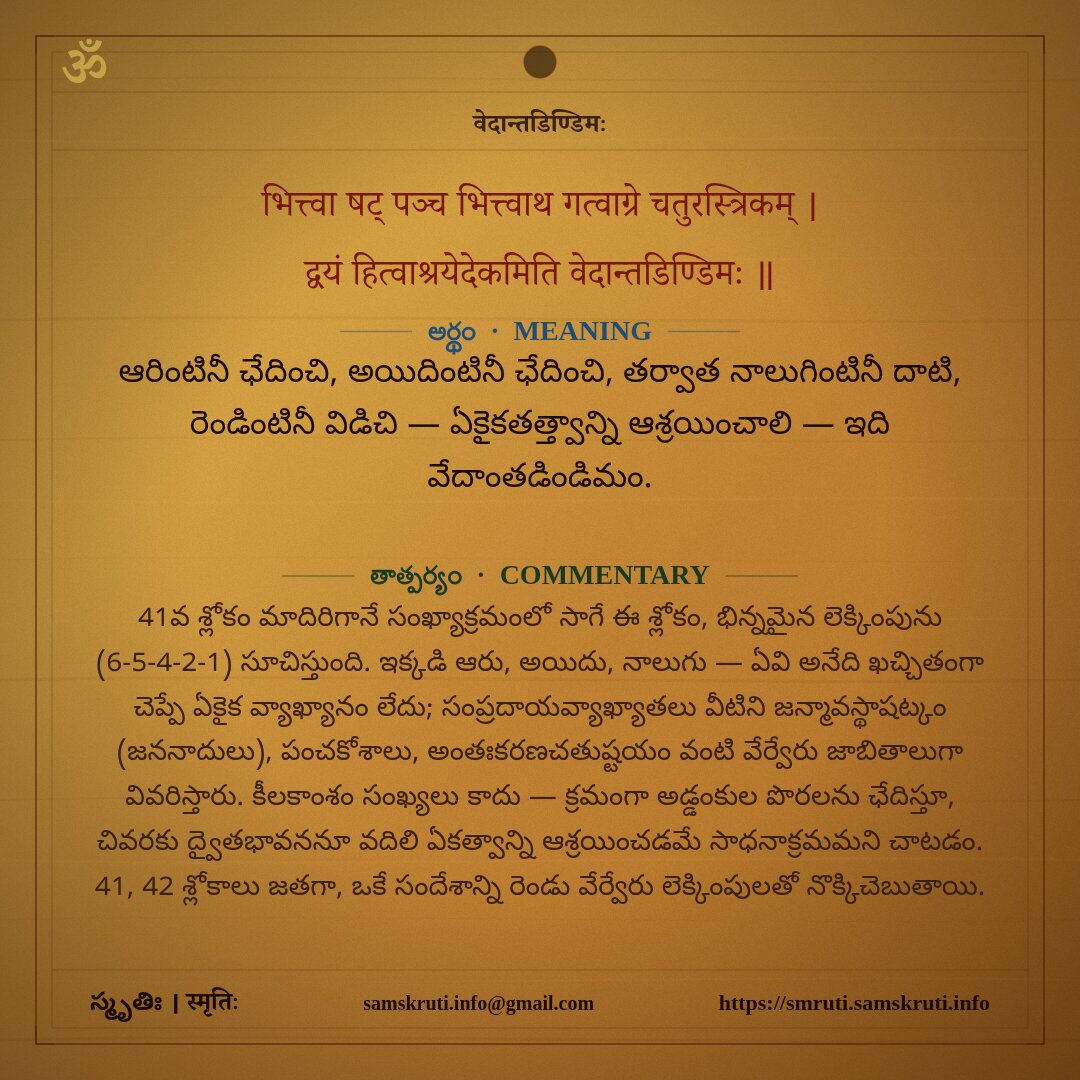 ॐ
वेदान्तडिण्डिमः
भित्त्वा षट् पञ्च भित्त्वाथ गत्वाग्रे चतुरस्त्रिकम् |
द्वयं हित्वाश्रयेदेकमिति वेदान्तडिण्डिमः ॥
అర్థం · MEANING
ఆరింటినీ ఛేదించి, అయిదింటినీ ఛేదించి, తర్వాత నాలుగింటినీ దాటి,
రెండింటినీ విడిచి — ఏకైకతత్త్వాన్ని ఆశ్రయించాలి — ఇది
వేదాంతడిండిమం.
తాత్పర్యం · COMMENTARY
41వ శ్లోకం మాదిరిగానే సంఖ్యాక్రమంలో సాగే ఈ శ్లోకం, భిన్నమైన లెక్కింపును
(6-5-4-2-1) సూచిస్తుంది. ఇక్కడి ఆరు, అయిదు, నాలుగు — ఏవి అనేది ఖచ్చితంగా
చెప్పే ఏకైక వ్యాఖ్యానం లేదు; సంప్రదాయవ్యాఖ్యాతలు వీటిని జన్మావస్థాషట్కం
(జననాదులు), పంచకోశాలు, అంతఃకరణచతుష్టయం వంటి వేర్వేరు జాబితాలుగా
వివరిస్తారు. కీలకాంశం సంఖ్యలు కాదు — క్రమంగా అడ్డంకుల పొరలను ఛేదిస్తూ,
చివరకు ద్వైతభావననూ వదిలి ఏకత్వాన్ని ఆశ్రయించడమే సాధనాక్రమమని చాటడం.
41, 42 శ్లోకాలు జతగా, ఒకే సందేశాన్ని రెండు వేర్వేరు లెక్కింపులతో నొక్కిచెబుతాయి.
స్మృతిః | स्मृतिः
samskruti.info@gmail.com
https://smruti.samskruti.info